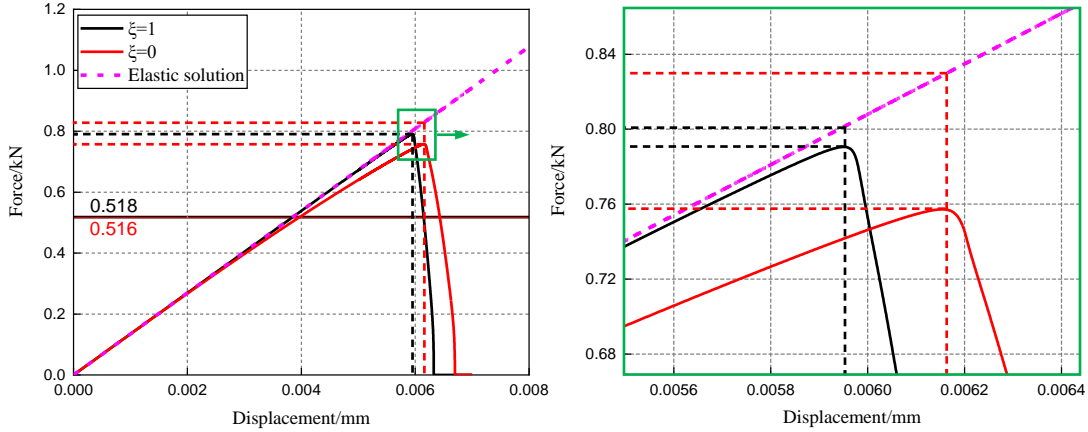 1.2
1.0
0.8
0.6
0.4
0.2
0.0
Force/kN
ξ=1
ξ=0
Elastic solution
0.518
0.516
0.000 0.002 0.004 0.006 0.008
Displacement/mm
0.84
0.80
0.76
0.72
0.68
Force/kN
0.0056 0.0058 0.0060 0.0062 0.0064
Displacement/mm